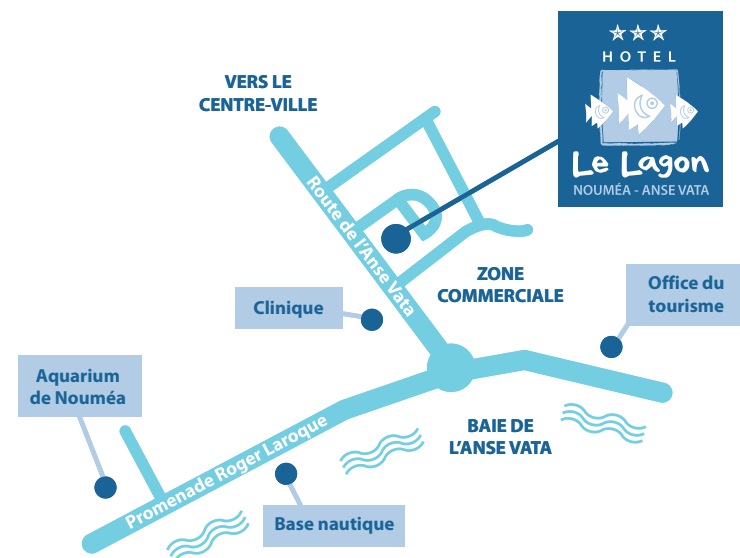 HOTEL
Le Lagon
NOUMÉA - ANSE VATA
VERS LE
CENTRE-VILLE
Route de l'Anse Vata
ZONE
COMMERCIALE
Office du
tourisme
Clinique
Aquarium
de Nouméa
BAIE DE
L'ANSE VATA
Promenade Roger Laroque
Base nautique